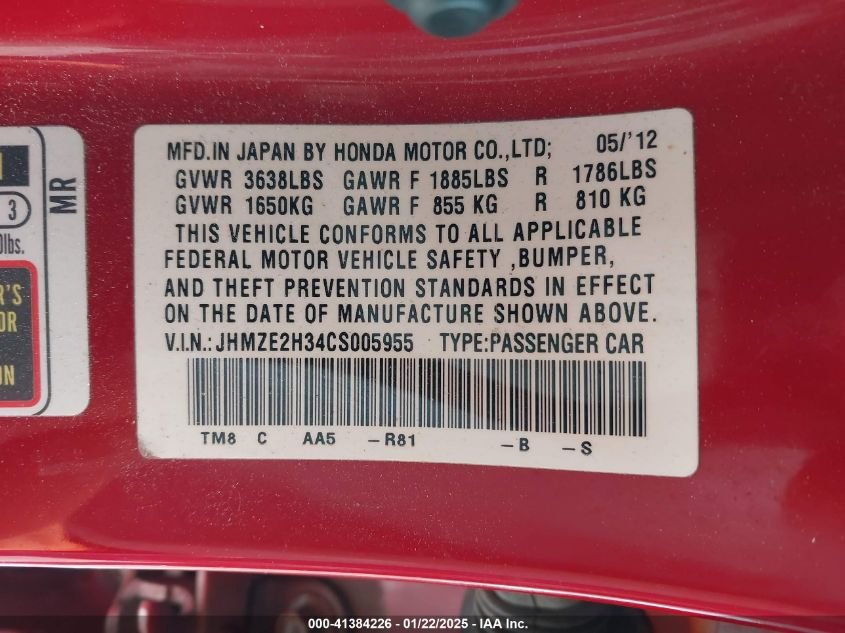 MFD.IN JAPAN BY HONDA MOTOR CO.,LTD; 05/'12
GVWR 3638LBS GAWR F 1885LBS R 1786LBS
GVWR 1650KG GAWR F 855 KG R 810 KG
THIS VEHICLE CONFORMS TO ALL APPLICABLE
FEDERAL MOTOR VEHICLE SAFETY ,BUMPER,
AND THEFT PREVENTION STANDARDS IN EFFECT
ON THE DATE OF MANUFACTURE SHOWN ABOVE.
V.I.N.:JHMZE2H34CS005955 TYPE:PASSENGER CAR
TM8 C AA5 -R81 -B -S
MR
3
lbs.
000-41384226 - 01/22/2025 - IAA Inc.